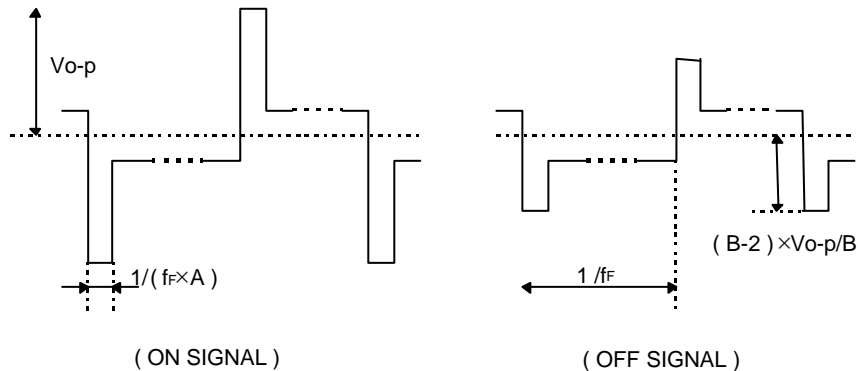 Vo-p
( B-2 )×Vo-p/B
1/( fF×A )
1 /fF
( ON SIGNAL )
( OFF SIGNAL )